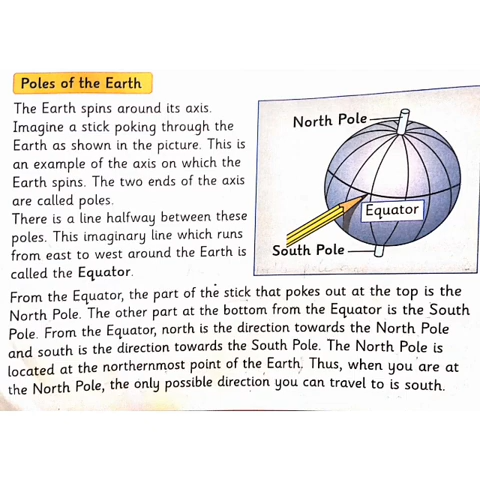 Poles of the Earth
The Earth spins around its axis.
Imagine a stick poking through the
Earth as shown in the picture. This is
an example of the axis on which the
Earth spins. The two ends of the axis
are called poles.
There is a line halfway between these
poles. This imaginary line which runs
from east to west around the Earth is
called the Equator.
North Pole
Equator
South Pole
From the Equator, the part of the stick that pokes out at the top is the
North Pole. The other part at the bottom from the Equator is the South
Pole. From the Equator, north is the direction towards the North Pole
and south is the direction towards the South Pole. The North Pole is
located at the northernmost point of the Earth. Thus, when you are at
the North Pole, the only possible direction you can travel to is south.